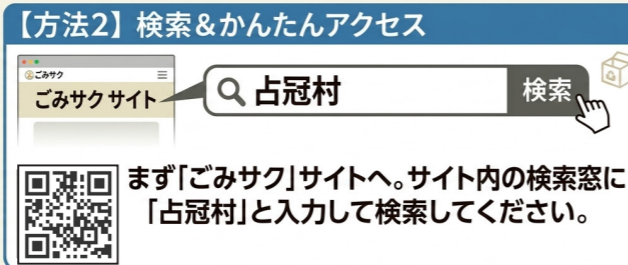 【方法2】検索&かんたんアクセス
ごみサク
ごみサク サイト
占冠村
検索
まず「ごみサク」サイトへ。サイト内の検索窓に
「占冠村」と入力して検索してください。